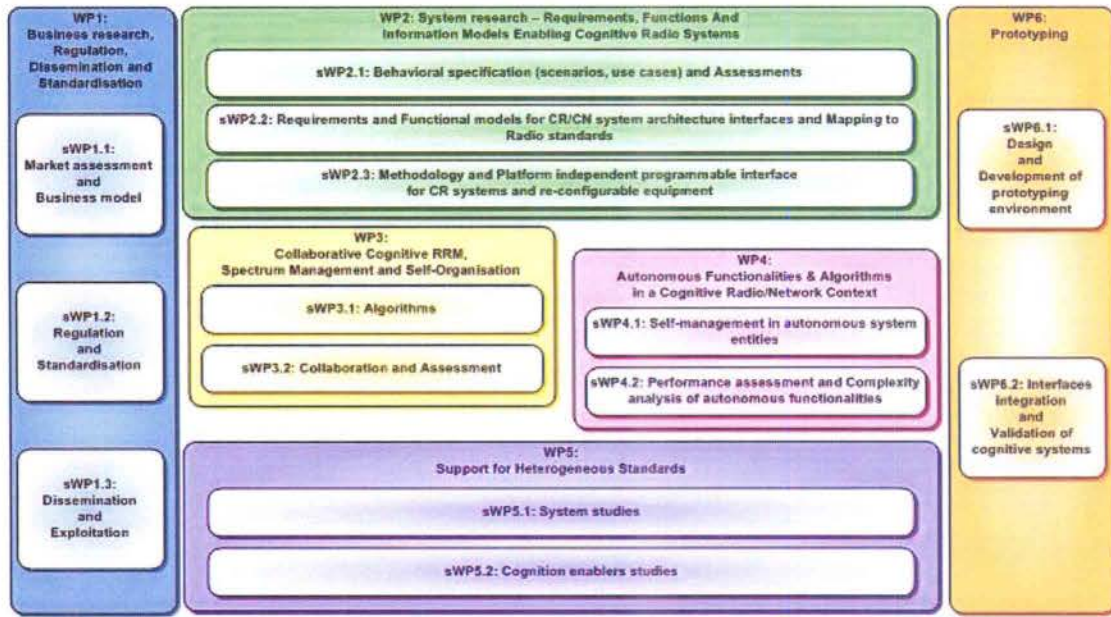 WP1:
Business research,
Regulation,
Dissemination and
Standardisation
sWP1.1:
Market assessment
and
Business model
sWP1.2:
Regulation
and
Standardisation
sWP1.3:
Dissemination
and
Exploitation
WP2: System research – Requirements, Functions And
Information Models Enabling Cognitive Radio Systems
sWP2.1: Behavioral specification (scenarios, use cases) and Assessments
sWP2.2: Requirements and Functional models for CR/CN system architecture interfaces and Mapping to
Radio standards
sWP2.3: Methodology and Platform independent programmable interface
for CR systems and re-configurable equipment
WP3:
Collaborative Cognitive RRM,
Spectrum Management and Self-Organisation
sWP3.1: Algorithms
sWP3.2: Collaboration and Assessment
WP4:
Autonomous Functionalities & Algorithms
in a Cognitive Radio/Network Context
sWP4.1: Self-management in autonomous system
entities
sWP4.2: Performance assessment and Complexity
analysis of autonomous functionalities
WP5:
Support for Heterogeneous Standards
sWP5.1: System studies
sWP5.2: Cognition enablers studies
WP6:
Prototyping
sWP6.1:
Design
and
Development of
prototyping
environment
sWP6.2: Interfaces
Integration
and
Validation of
cognitive systems